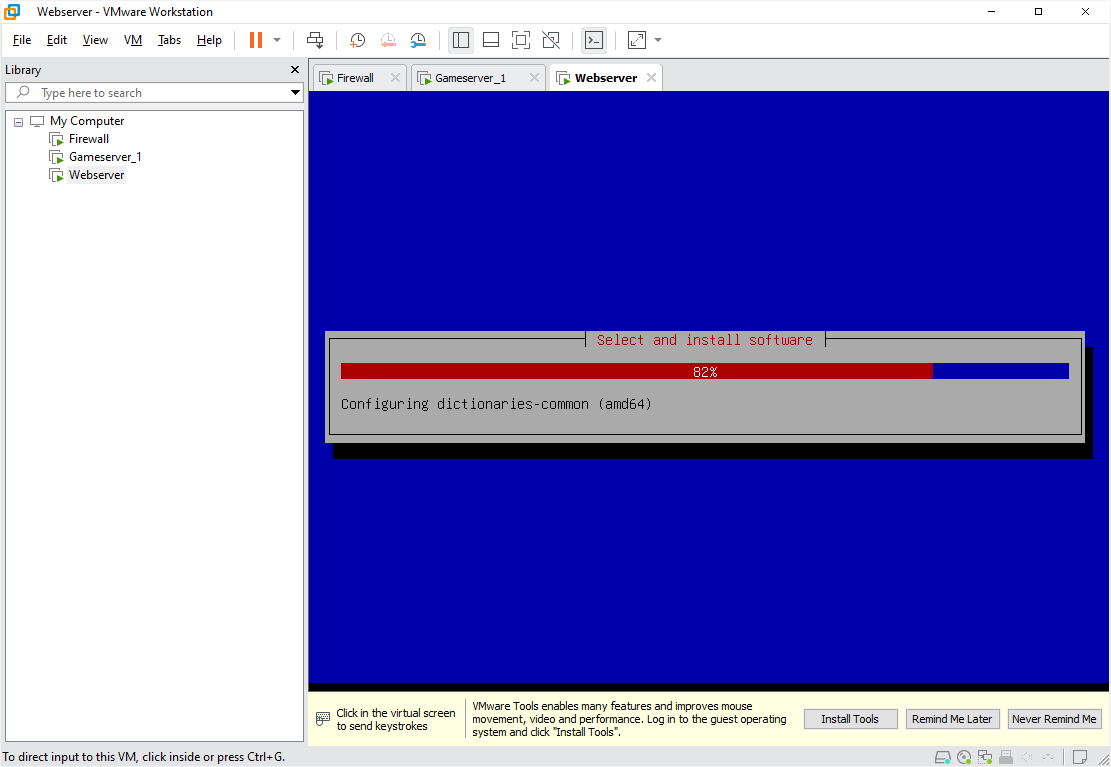 Webserver - VMware Workstation
File Edit View VM Tabs Help
Library
Type here to search
My Computer
Firewall
Gameserver_1
Webserver
Firewall Gameserver_1 Webserver
Select and install software
82%
Configuring dictionaries-common (amd64)
Click in the virtual screen
to send keystrokes
VMware Tools enables many features and improves mouse
movement, video and performance. Log in to the guest operating
system and click "Install Tools".
Install Tools Remind Me Later Never Remind Me
To direct input to this VM, click inside or press Ctrl+G.